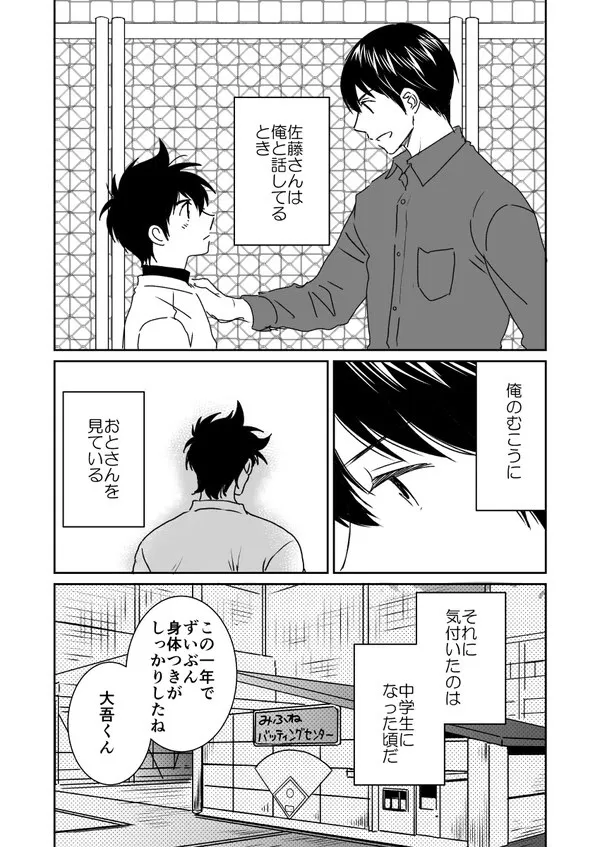 佐藤さんは
俺と話してる
とき
俺のむこうに
おとさんを
見ている
それに
気付いたのは
中学生に
なった頃だ
この一年で
ずいぶん
身体つきが
しっかりしたね
大吾くん
みふね
バッティングセンター